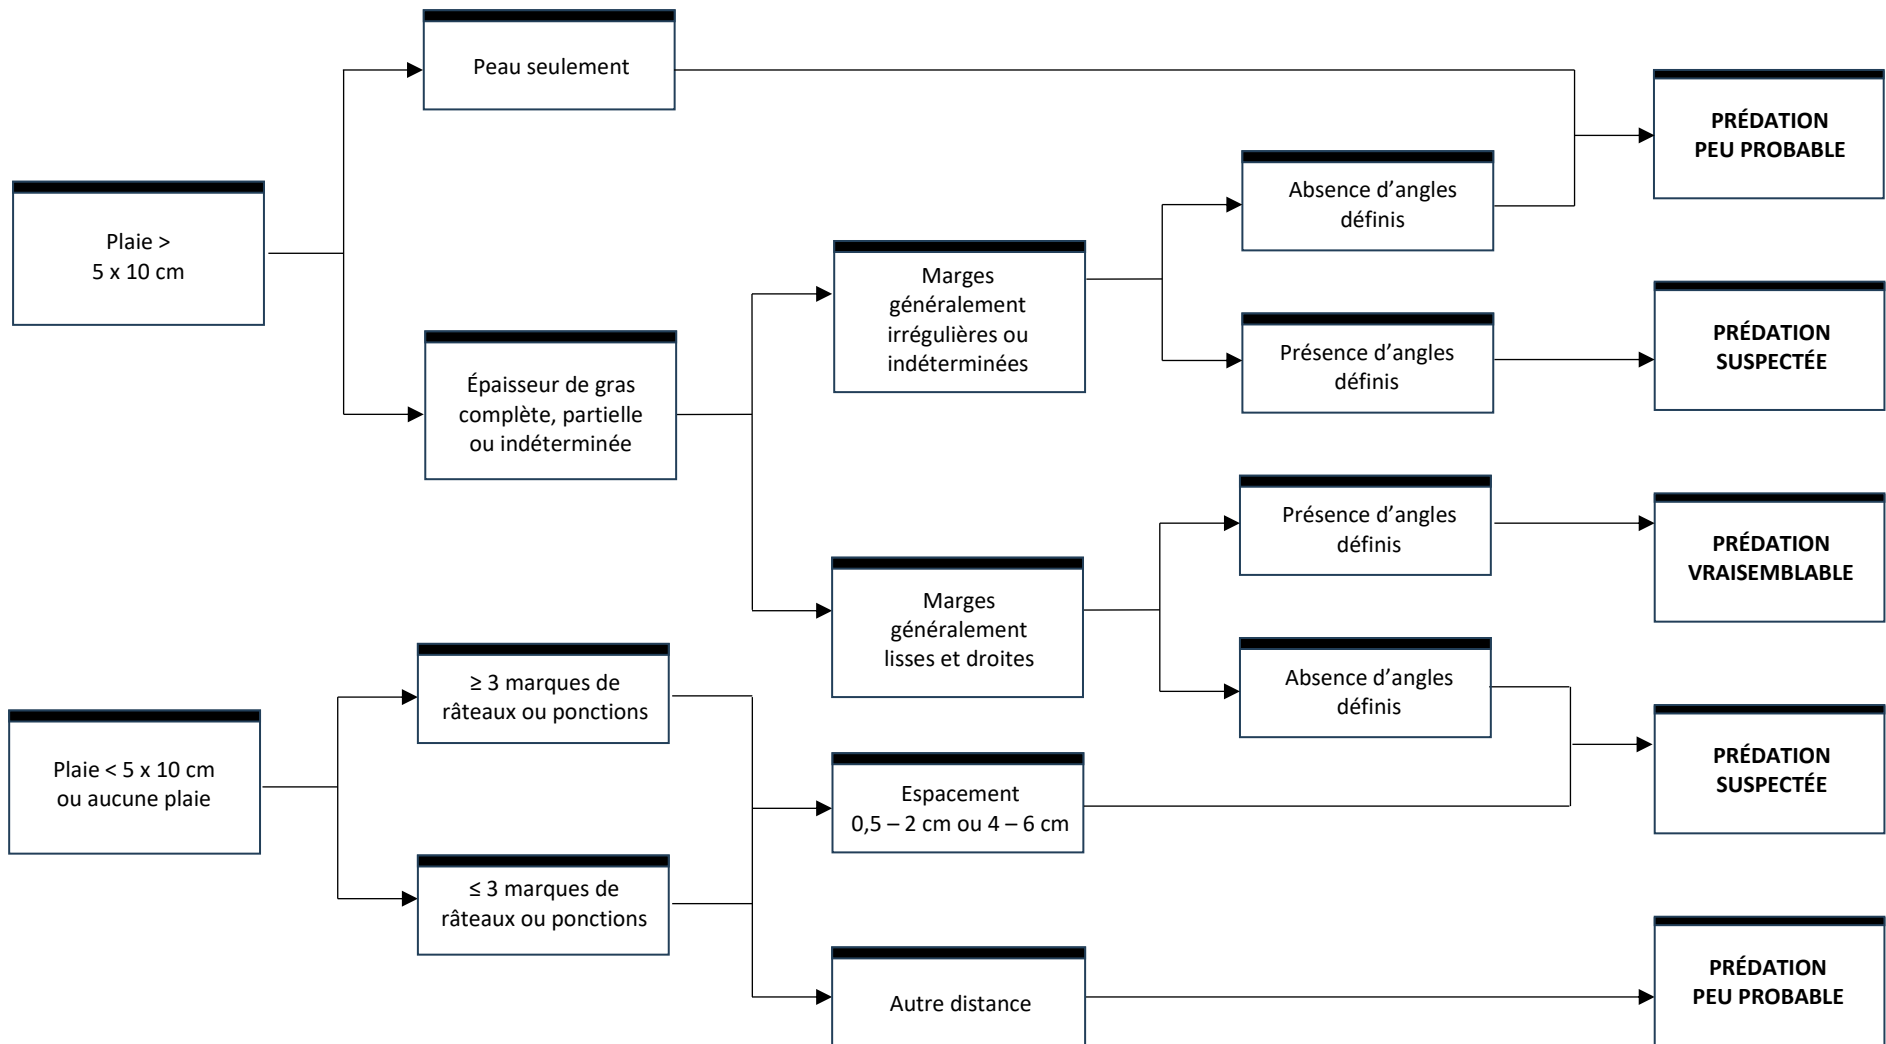 Peau seulement
PRÉDATION
PEU PROBABLE
Absence d’angles
définis
Plaie >
5 x 10 cm
Marges
généralement
irrégulières ou
indéterminées
PRÉDATION
SUSPECTÉE
Présence d’angles
définis
Épaisseur de gras
complète, partielle
ou indéterminée
Présence d’angles
définis
PRÉDATION
VRAISEMBLABLE
Marges
généralement
lisses et droites
Absence d’angles
définis
≥ 3 marques de
râteaux ou ponctions
Plaie < 5 x 10 cm
ou aucune plaie
PRÉDATION
SUSPECTÉE
Espacement
0,5 – 2 cm ou 4 – 6 cm
≤ 3 marques de
râteaux ou ponctions
PRÉDATION
PEU PROBABLE
Autre distance